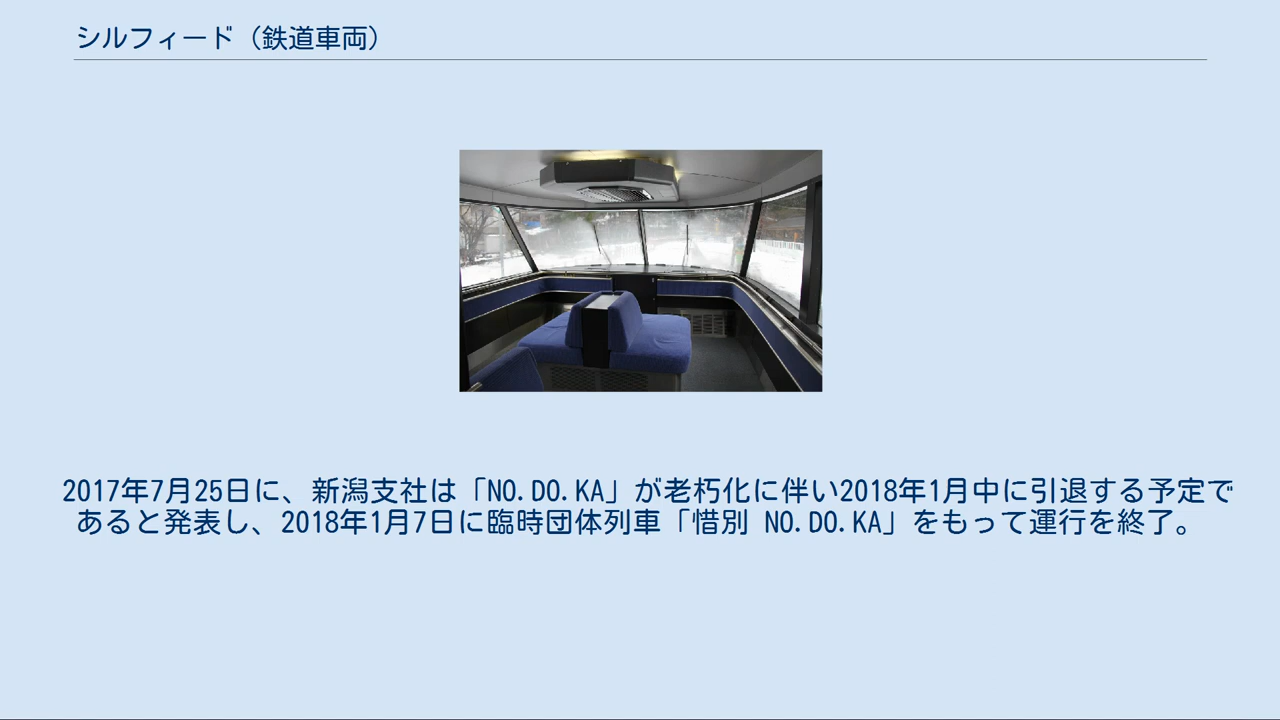 シルフィード（鉄道車両）
2017年7月25日に、新潟支社は「NO.DO.KA」が老朽化に伴い2018年1月中に引退する予定で
あると発表し、2018年1月7日に臨時団体列車「惜別 NO.DO.KA」をもって運行を終了。